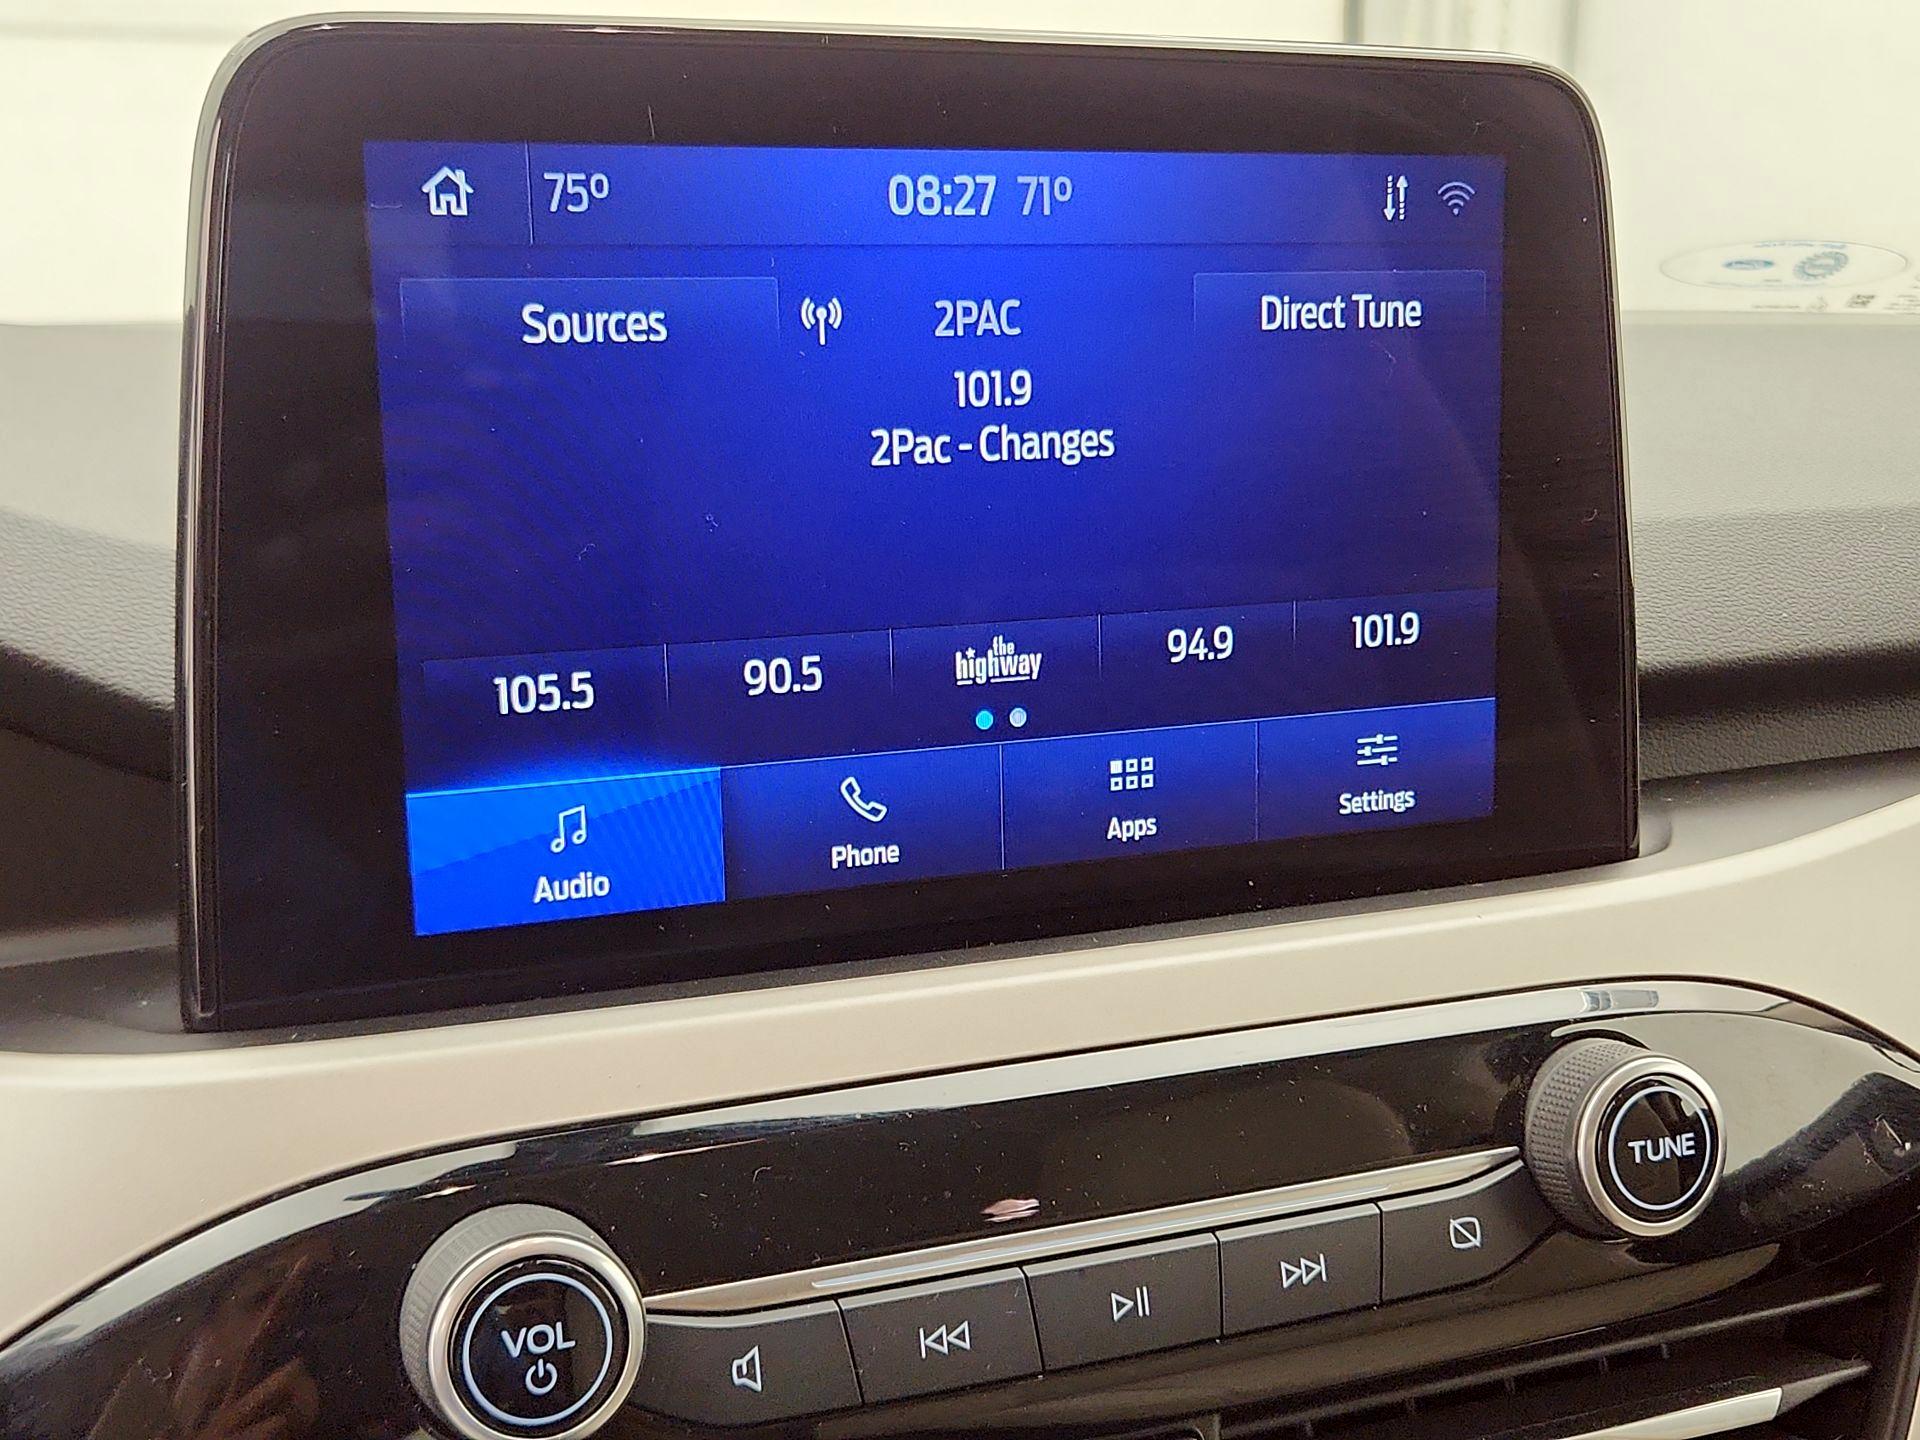 75°
08:27 71°
Sources
2PAC
Direct Tune
101.9
2Pac - Changes
105.5
90.5
the highway
94.9
101.9
Audio
Phone
Apps
Settings
TUNE
VOL